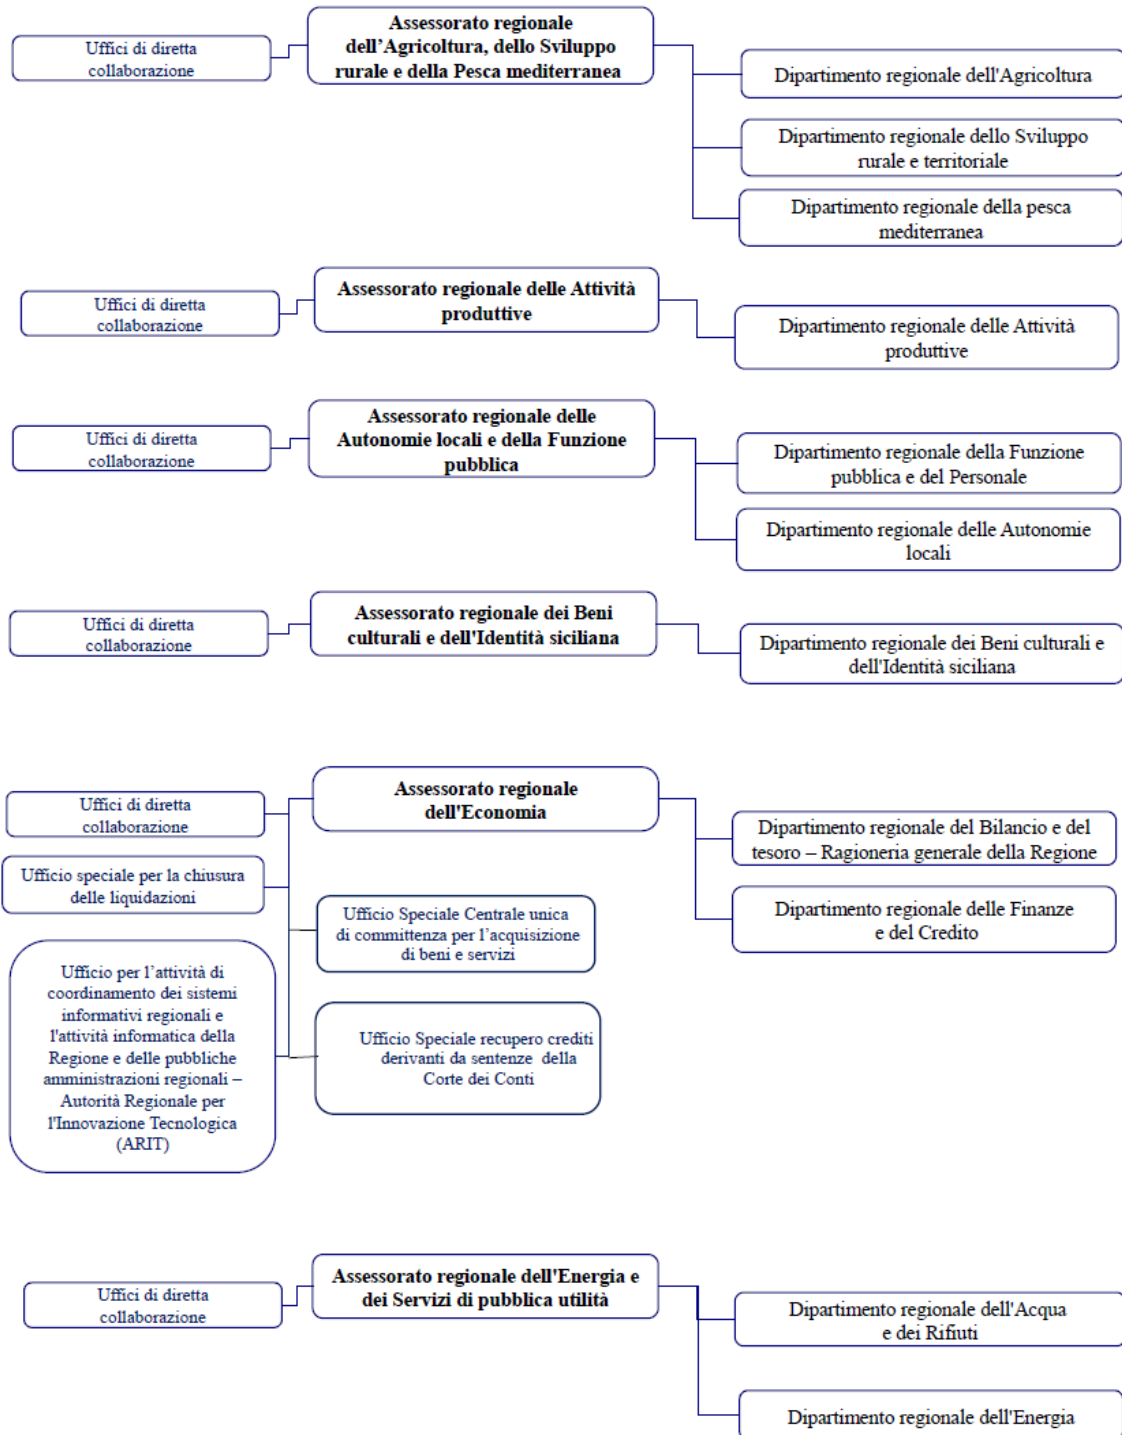 Assessorato regionale
dell'Agricoltura, dello Sviluppo
rurale e della Pesca mediterranea
Uffici di diretta
collaborazione
Dipartimento regionale dell'Agricoltura
Dipartimento regionale dello Sviluppo
rurale e territoriale
Dipartimento regionale della pesca
mediterranea
Assessorato regionale delle Attività
produttive
Uffici di diretta
collaborazione
Dipartimento regionale delle Attività
produttive
Assessorato regionale delle
Autonomie locali e della Funzione
pubblica
Uffici di diretta
collaborazione
Dipartimento regionale della Funzione
pubblica e del Personale
Dipartimento regionale delle Autonomie
locali
Assessorato regionale dei Beni
culturali e dell'Identità siciliana
Uffici di diretta
collaborazione
Dipartimento regionale dei Beni culturali e
dell'Identità siciliana
Assessorato regionale
dell'Economia
Uffici di diretta
collaborazione
Dipartimento regionale del Bilancio e del
tesoro – Ragioneria generale della Regione
Ufficio speciale per la chiusura
delle liquidazioni
Dipartimento regionale delle Finanze
e del Credito
Ufficio Speciale Centrale unica
di committenza per l'acquisizione
di beni e servizi
Ufficio per l'attività di
coordinamento dei sistemi
informativi regionali e
l'attività informatica della
Regione e delle pubbliche
amministrazioni regionali –
Autorità Regionale per
l'Innovazione Tecnologica
(ARIT)
Ufficio Speciale recupero crediti
derivanti da sentenze della
Corte dei Conti
Assessorato regionale dell'Energia e
dei Servizi di pubblica utilità
Uffici di diretta
collaborazione
Dipartimento regionale dell'Acqua
e dei Rifiuti
Dipartimento regionale dell'Energia